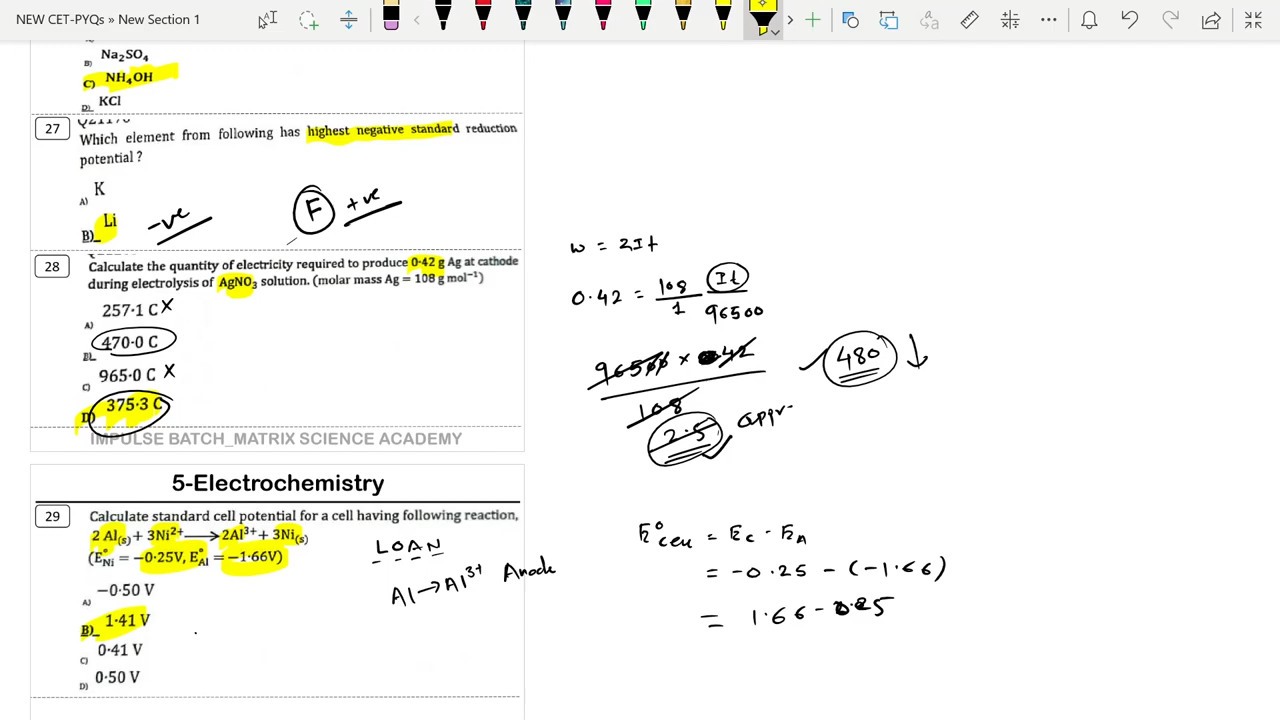 NEW CET-PYQs » New Section 1
B) Na₂SO₄
C) NH₄OH
D) KCl
27
Which element from following has highest negative standard reduction
potential ?
A) K
B) Li
-ve
F +ve
28
Calculate the quantity of electricity required to produce 0·42 g Ag at cathode
during electrolysis of AgNO₃ solution. (molar mass Ag = 108 g mol⁻¹)
A) 257·1 C X
B) 470·0 C
C) 965·0 C X
D) 375·3 C
IMPULSE BATCH_MATRIX SCIENCE ACADEMY
5-Electrochemistry
29
Calculate standard cell potential for a cell having following reaction,
2 Al(s) + 3Ni²⁺ ⟶ 2Al³⁺ + 3Ni(s)
(E°Ni = −0·25V, E°Al = −1·66V)
A) −0·50 V
B) 1·41 V
C) 0·41 V
D) 0·50 V
LOAN
Al → Al³⁺ Anode
w = ZIt
0.42 = 108/1 It/96500
480 ↓
108
2.5 appr
E°cell = EC - EA
= -0.25 - (-1.66)
= 1.66 - 0.25